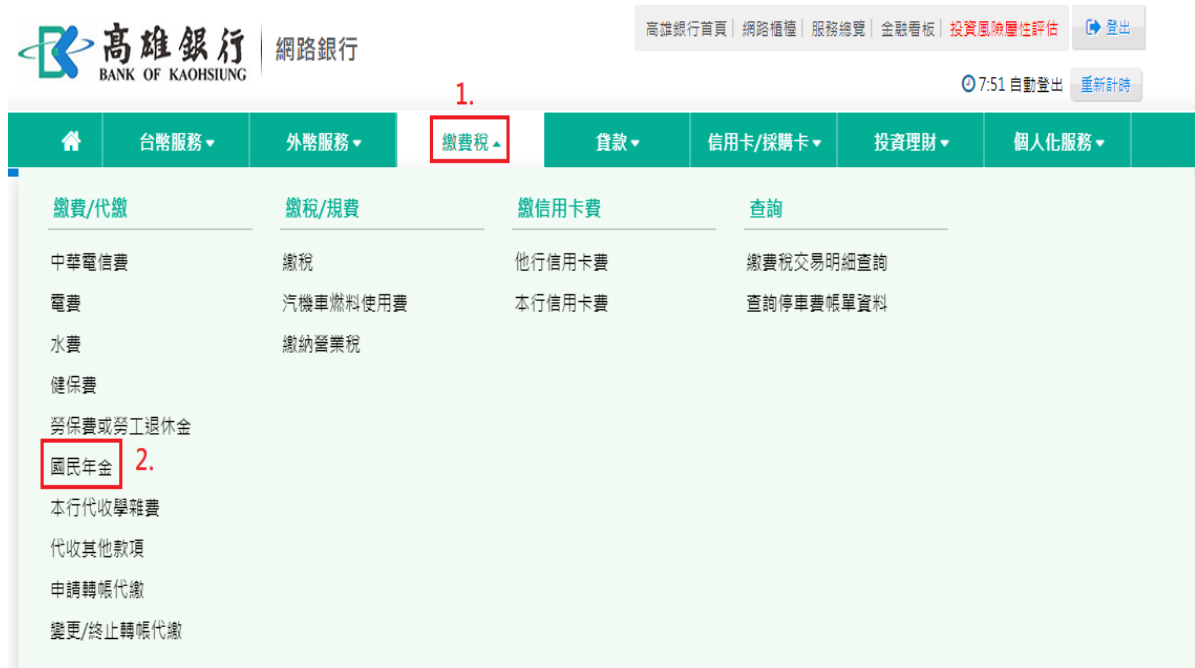 高雄銀行
BANK OF KAOHSIUNG
網路銀行
高雄銀行首頁| 網路櫃檯| 服務總覽| 金融看板| 投資風險屬性評估
登出
7:51 自動登出 重新計時
1.
台幣服務 外幣服務 繳費稅 貸款 信用卡/採購卡 投資理財 個人化服務
繳費/代繳
中華電信費
電費
水費
健保費
勞保費或勞工退休金
國民年金 2.
本行代收學雜費
代收其他款項
申請轉帳代繳
變更/終止轉帳代繳
繳稅/規費
繳稅
汽機車燃料使用費
繳納營業稅
繳信用卡費
他行信用卡費
本行信用卡費
查詢
繳費稅交易明細查詢
查詢停車費帳單資料